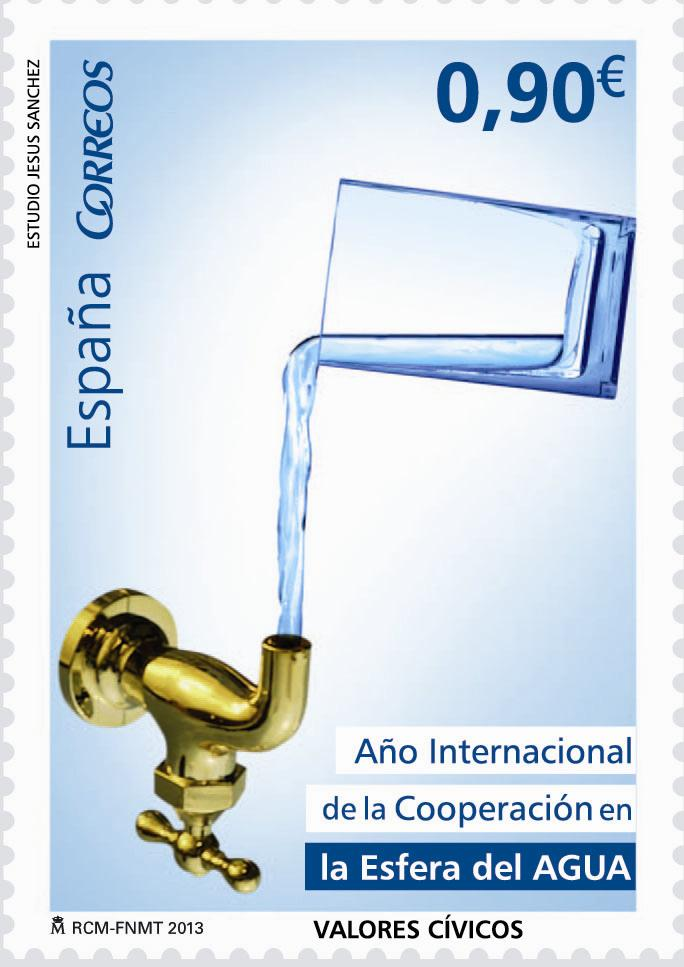 ESTUDIO JESUS SANCHEZ
España CORREOS
0,90€
Año Internacional
de la Cooperación en
la Esfera del AGUA
M RCM-FNMT 2013
VALORES CÍVICOS